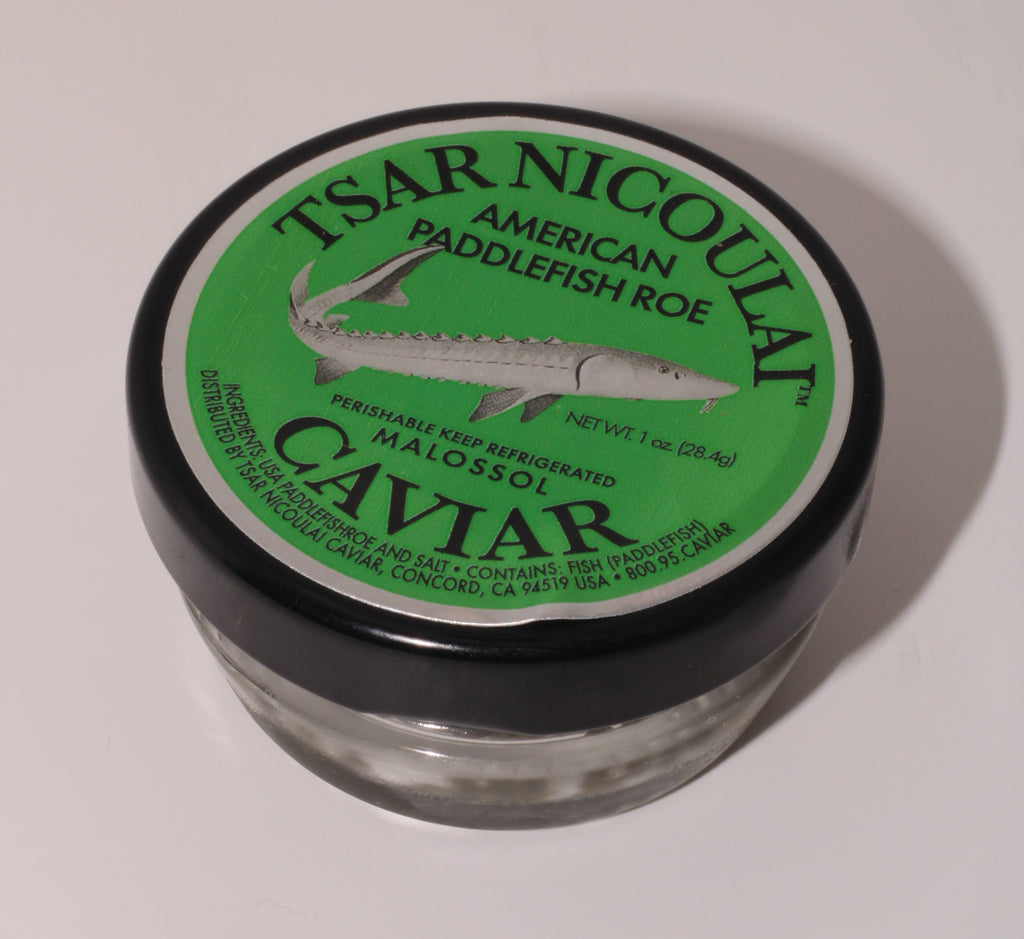 TSAR NICOULAI™
AMERICAN
PADDLEFISH ROE
NET WT. 1 oz. (28.4g)
PERISHABLE KEEP REFRIGERATED
MALOSSOL
CAVIAR
INGREDIENTS: USA PADDLEFISHROE AND SALT • CONTAINS: FISH (PADDLEFISH)
DISTRIBUTED BY TSAR NICOULAI CAVIAR, CONCORD, CA 94519 USA • 800.95.CAVIAR